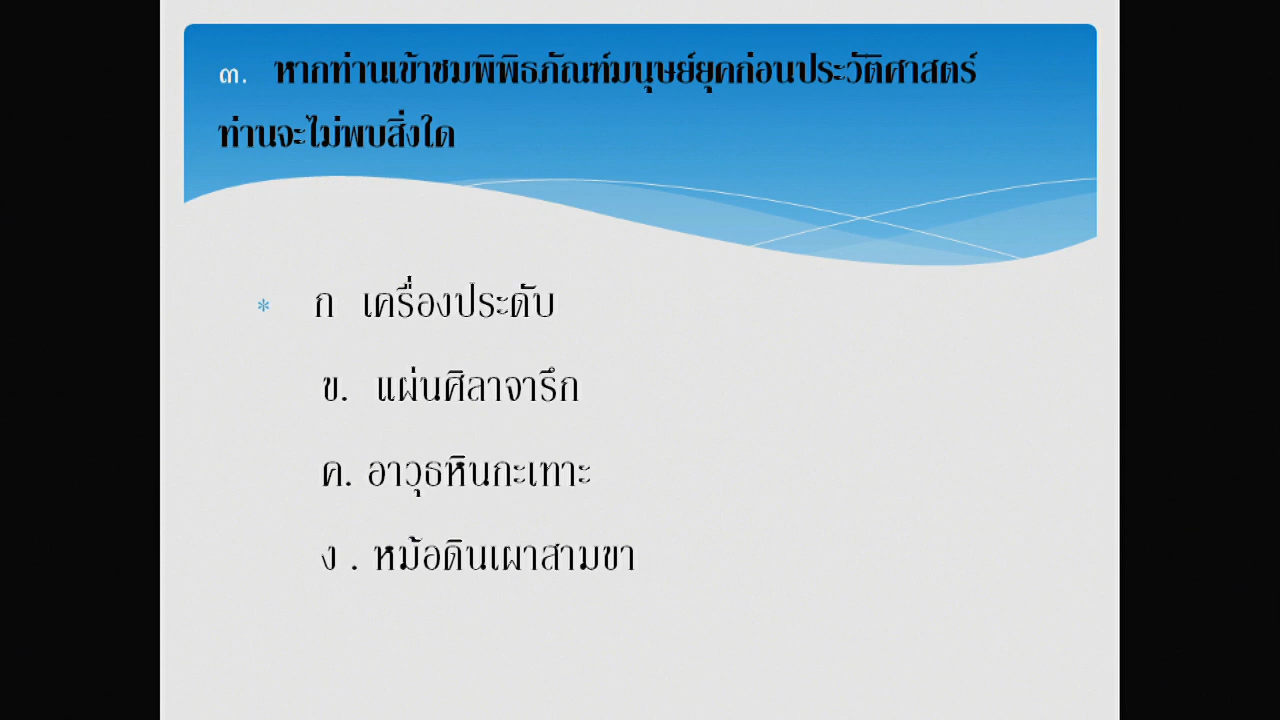 ๓. หากท่านเข้าชมพิพิธภัณฑ์มนุษย์ยุคก่อนประวัติศาสตร์
ท่านจะไม่พบสิ่งใด
* ก เครื่องประดับ
ข. แผ่นศิลาจารึก
ค. อาวุธหินกะเทาะ
ง . หม้อดินเผาสามขา